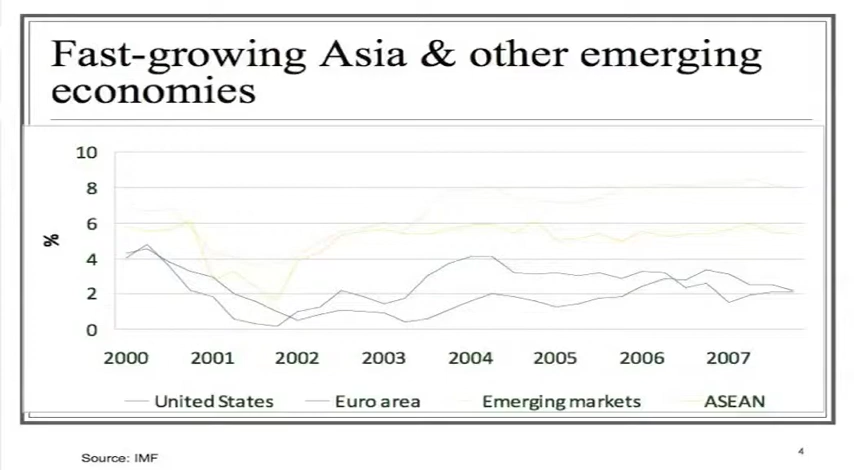 Fast-growing Asia & other emerging
economies
10
8
6
4
2
0
%
2000 2001 2002 2003 2004 2005 2006 2007
United States Euro area Emerging markets ASEAN
Source: IMF
4